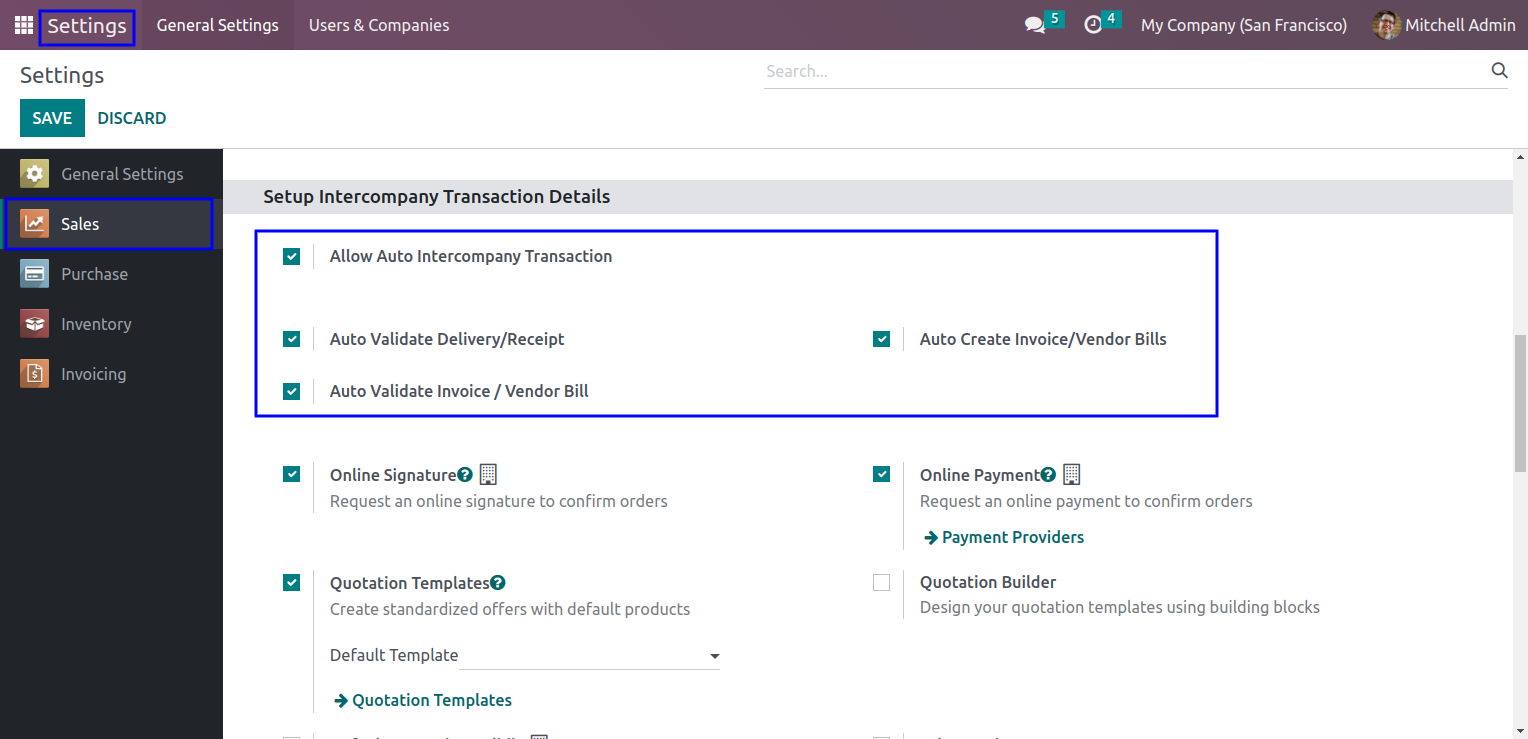 Settings General Settings Users & Companies 5 4 My Company (San Francisco) Mitchell Admin
Settings Search...
SAVE DISCARD
General Settings
Sales
Purchase
Inventory
Invoicing
Setup Intercompany Transaction Details
Allow Auto Intercompany Transaction
Auto Validate Delivery/Receipt Auto Create Invoice/Vendor Bills
Auto Validate Invoice / Vendor Bill
Online Signature Online Payment
Request an online signature to confirm orders Request an online payment to confirm orders
Payment Providers
Quotation Templates Quotation Builder
Create standardized offers with default products Design your quotation templates using building blocks
Default Template
Quotation Templates